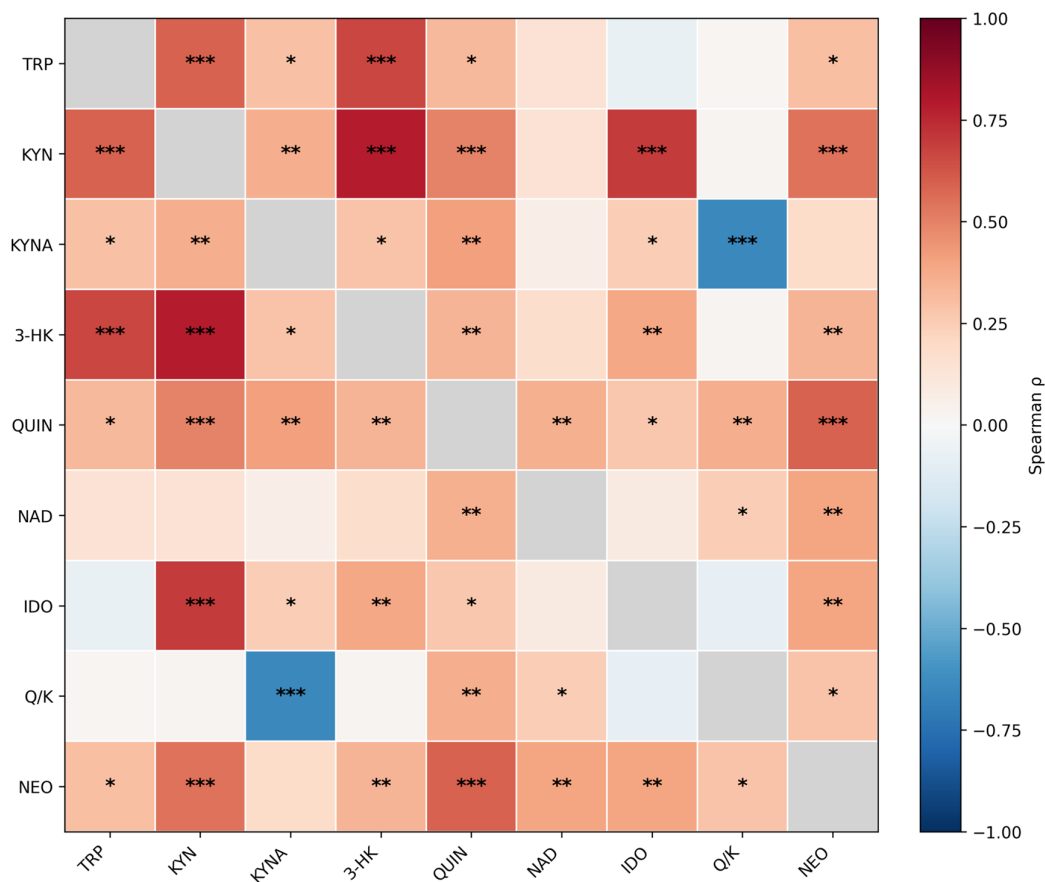 TRP *** * *** * *
KYN *** ** *** *** *** ***
KYNA * ** * ** * ***
3-HK *** *** * ** ** **
QUIN * *** ** ** ** * ** ***
NAD ** * **
IDO *** * ** * **
Q/K *** ** * *
NEO * *** ** *** ** ** *
TRP KYN KYNA 3-HK QUIN NAD IDO Q/K NEO
1.00
0.75
0.50
0.25
0.00
−0.25
−0.50
−0.75
−1.00
Spearman ρ